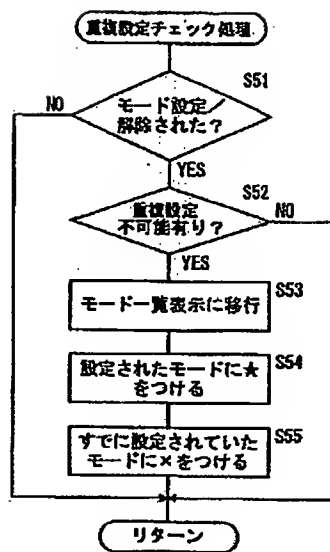 重複設定チェック処理
S51
NO
モード設定/
解除された?
YES
S52
重複設定
不可能有り?
NO
YES
S53
モード一覧表示に移行
S54
設定されたモードに★
をつける
S55
すでに設定されていた
モードに×をつける
リターン